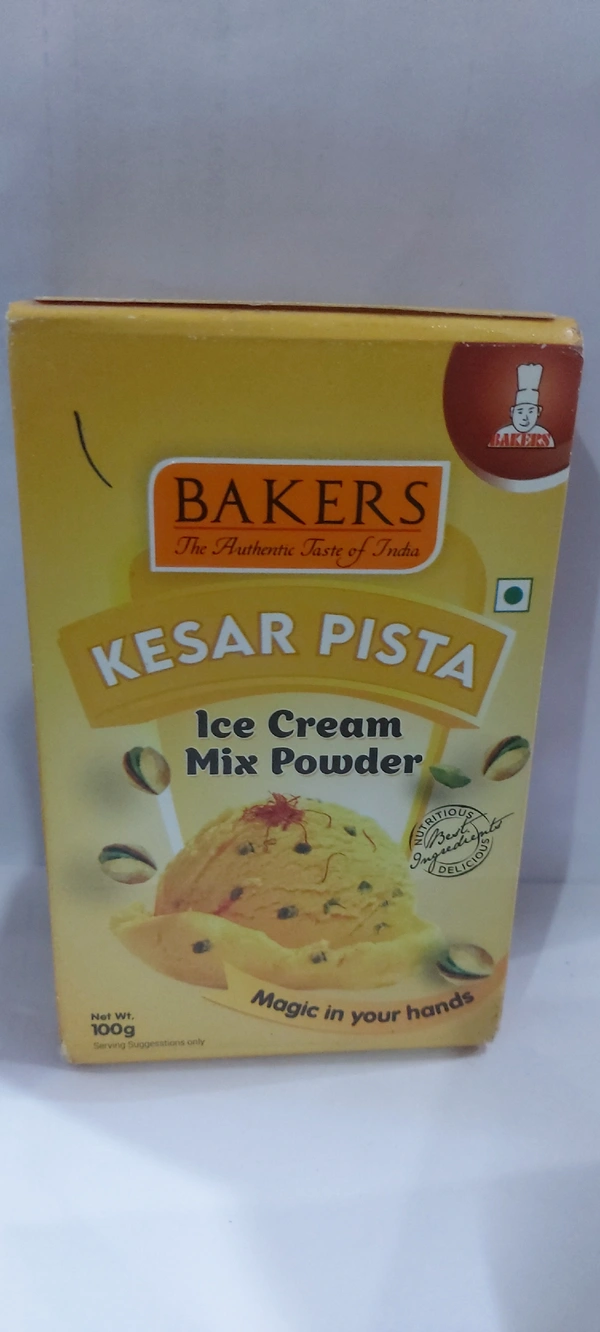 BAKERS
BAKERS
The Authentic Taste of India
KESAR PISTA
Ice Cream
Mix Powder
NUTRITIOUS
Best
Ingredients
DELICIOUS
Magic in your hands
Net Wt.
100g
Serving Suggesstions only